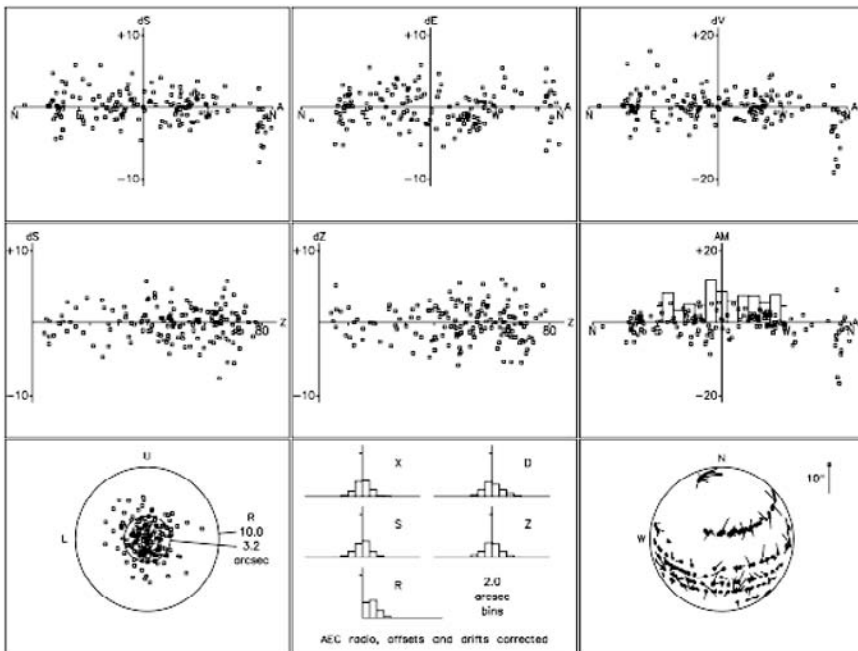 dS
+10
N E W A N
-10
dE
+10
N E W A N
-10
dV
+20
N E W A N
-20
dS
+10
80 Z
-10
dZ
+10
80 Z
-10
AM
+20
N E W A N
-20
U
L
R
10.0
3.2
arcsec
X D
S Z
R
2.0
arcsec
bins
AEC radio, offsets and drifts corrected
N
W
10"